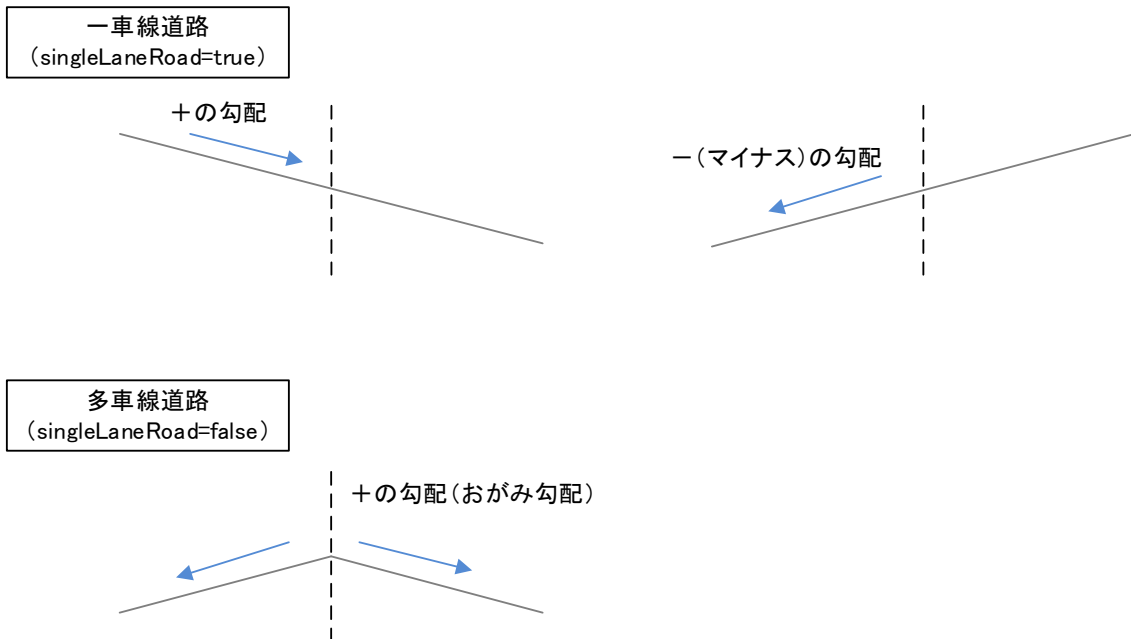 一車線道路
（singleLaneRoad=true）
＋の勾配
－（マイナス）の勾配
多車線道路
（singleLaneRoad=false）
＋の勾配（おがみ勾配）